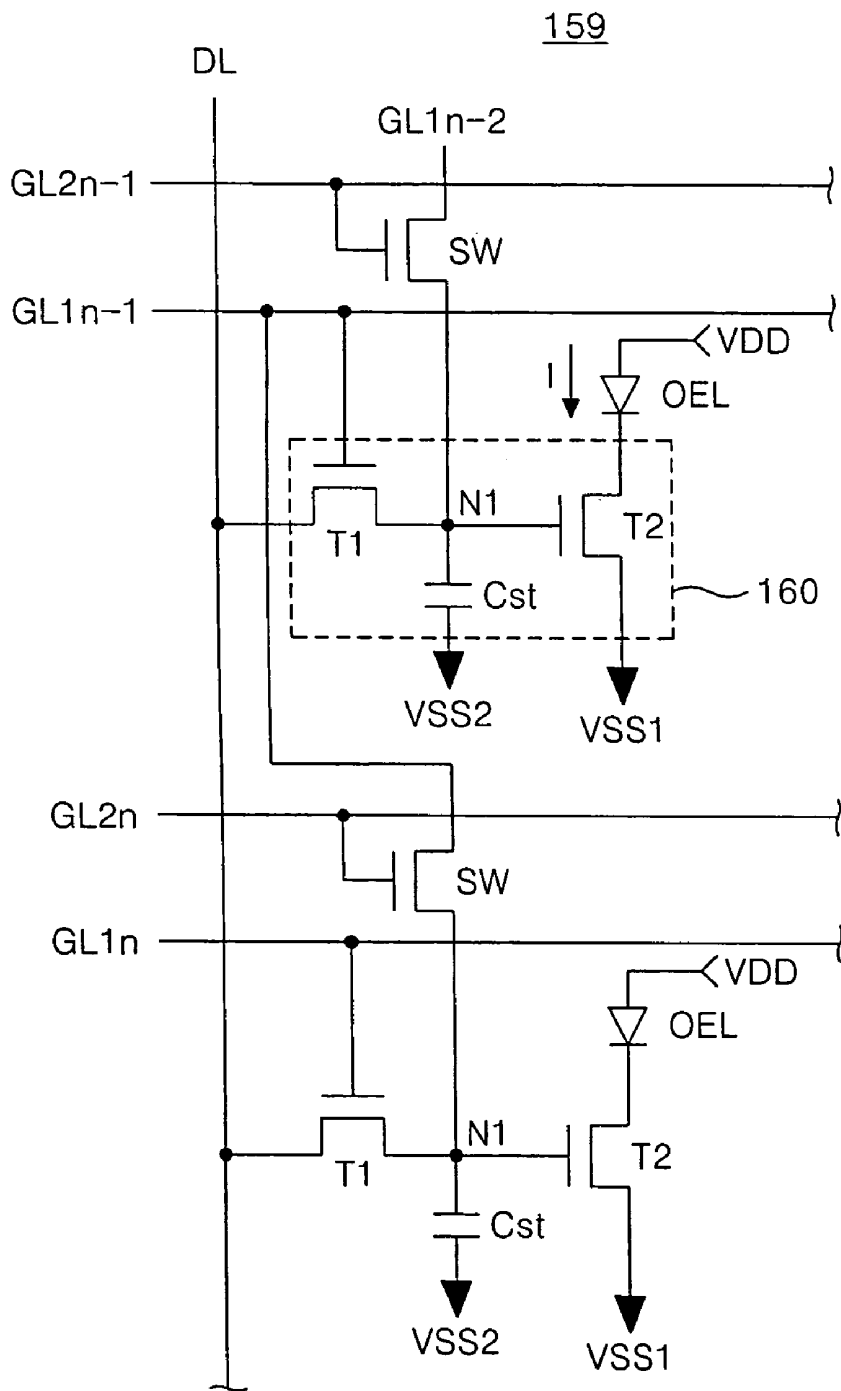 159
DL
GL1n-2
GL2n-1
SW
GL1n-1
VDD
I
OEL
N1
T1
T2
Cst
160
VSS2
VSS1
GL2n
SW
GL1n
VDD
OEL
N1
T1
T2
Cst
VSS2
VSS1